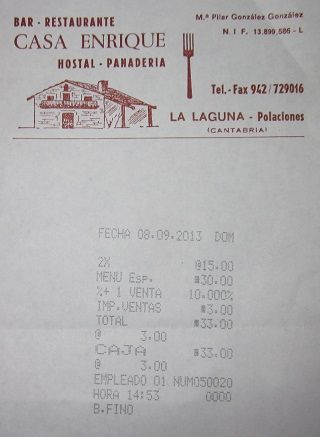 BAR - RESTAURANTE
CASA ENRIQUE
HOSTAL - PANADERIA
M.ª Pilar González González
N. I F. 13.899,586 - L
Tel.-Fax 942/729016
LA LAGUNA - Polaciones
(CANTABRIA)
FECHA 08.09.2013 DOM
2X @15.00
MENU Esp. *30.00
%+ 1 VENTA 10.000%
IMP.VENTAS *3.00
TOTAL *33.00
@ 3.00
CAJA *33.00
@ 3.00
EMPLEADO 01 NUM050020
HORA 14:53 0000
B.FINO